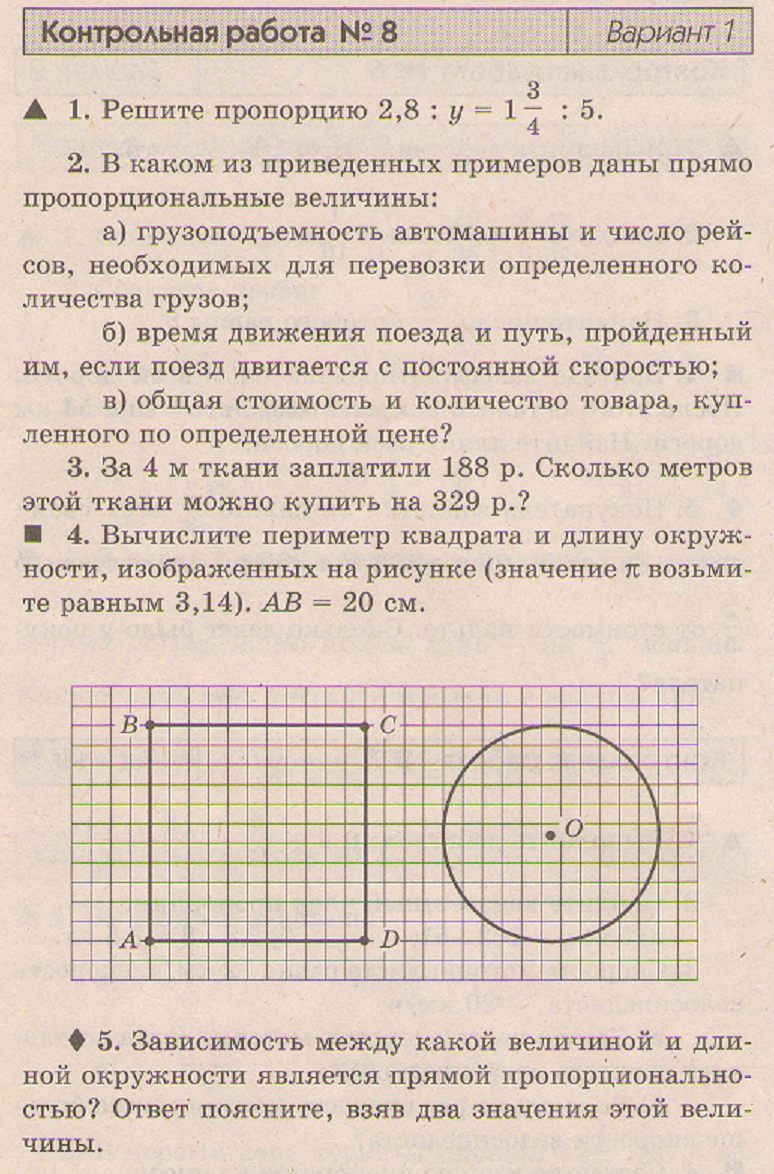 Контрольная работа № 8 Вариант 1
▲ 1. Решите пропорцию 2,8 : y = 1 3/4 : 5.
2. В каком из приведенных примеров даны прямо
пропорциональные величины:
а) грузоподъемность автомашины и число рей-
сов, необходимых для перевозки определенного ко-
личества грузов;
б) время движения поезда и путь, пройденный
им, если поезд двигается с постоянной скоростью;
в) общая стоимость и количество товара, куп-
ленного по определенной цене?
3. За 4 м ткани заплатили 188 р. Сколько метров
этой ткани можно купить на 329 р.?
■ 4. Вычислите периметр квадрата и длину окруж-
ности, изображенных на рисунке (значение π возьми-
те равным 3,14). AB = 20 см.
B C
O
A D
♦ 5. Зависимость между какой величиной и дли-
ной окружности является прямой пропорционально-
стью? Ответ поясните, взяв два значения этой вели-
чины.